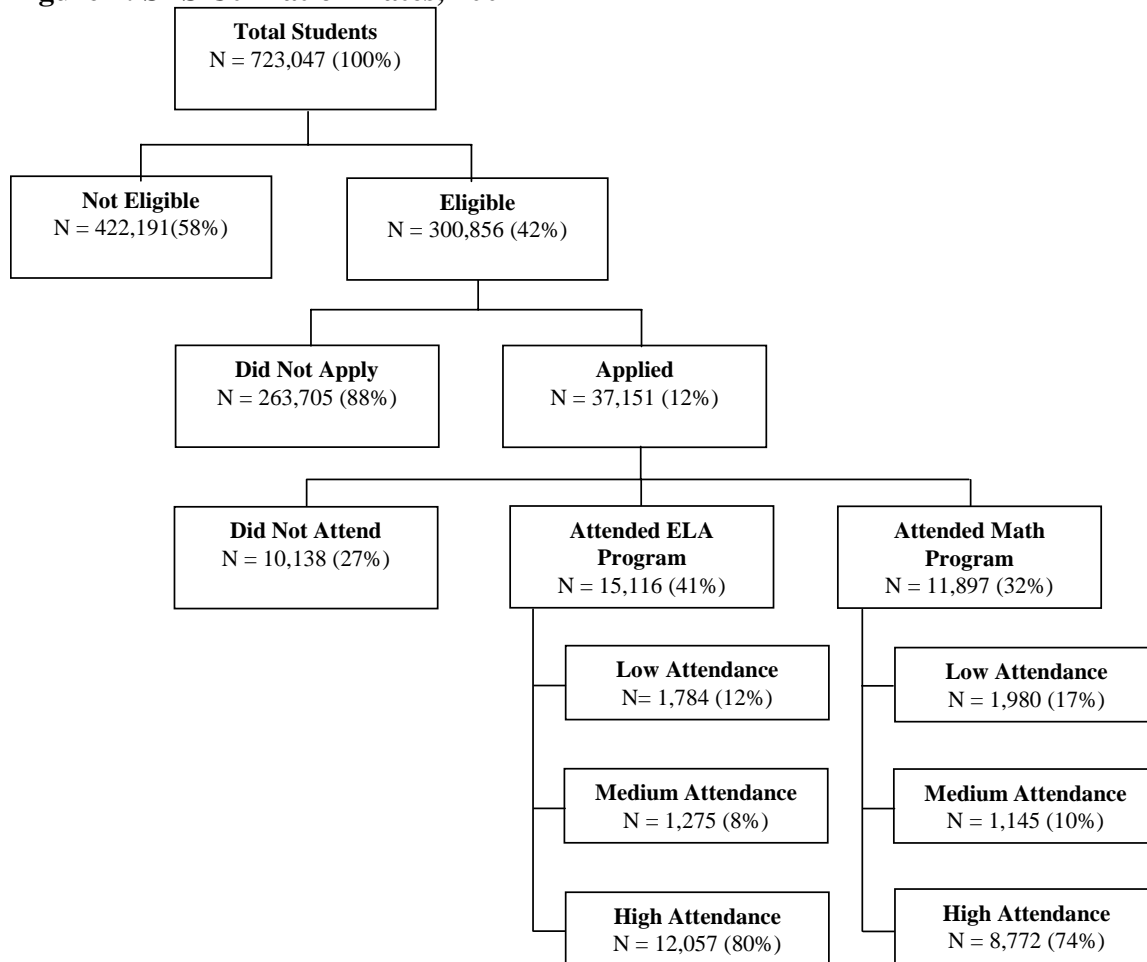 Total Students
N = 723,047 (100%)
Not Eligible
N = 422,191(58%)
Eligible
N = 300,856 (42%)
Did Not Apply
N = 263,705 (88%)
Applied
N = 37,151 (12%)
Did Not Attend
N = 10,138 (27%)
Attended ELA
Program
N = 15,116 (41%)
Attended Math
Program
N = 11,897 (32%)
Low Attendance
N= 1,784 (12%)
Low Attendance
N = 1,980 (17%)
Medium Attendance
N = 1,275 (8%)
Medium Attendance
N = 1,145 (10%)
High Attendance
N = 12,057 (80%)
High Attendance
N = 8,772 (74%)